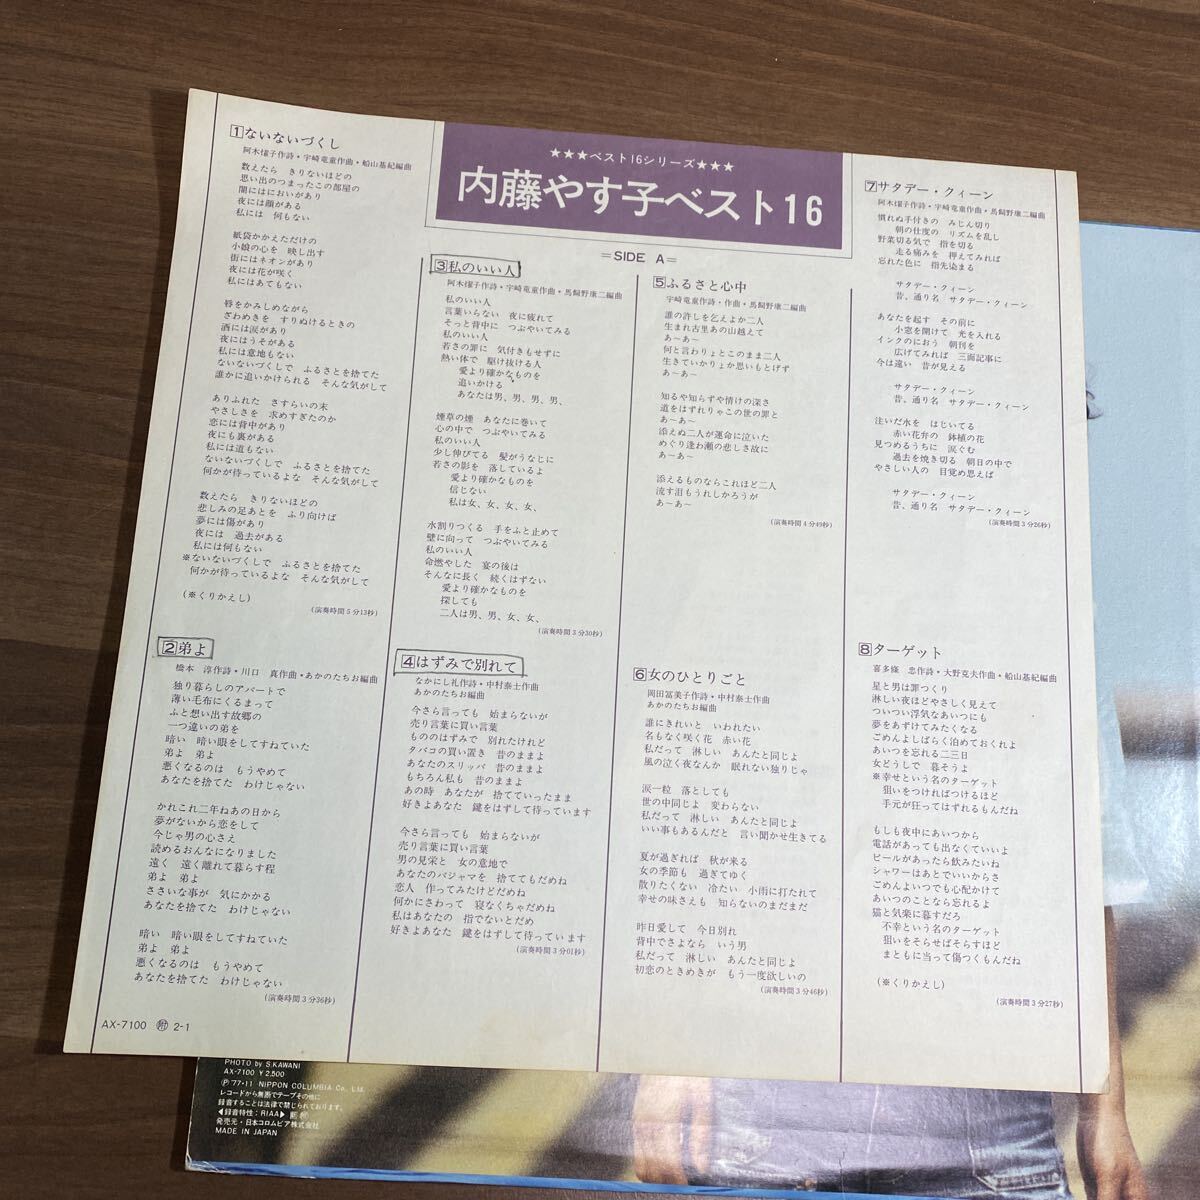 ★★★ベスト16シリーズ★★★
内藤やす子ベスト16
=SIDE A=
1 ないないづくし
阿木燿子作詩・宇崎竜童作曲・船山基紀編曲
数えたら きりないほどの
思い出のつまったこの部屋の
闇にはにおいがあり
夜には顔がある
私には 何もない
紙袋かかえただけの
小娘の心を 映し出す
街にはネオンがあり
夜には花が咲く
私にはあてもない
唇をかみしめながら
ざわめきを すりぬけるときの
酒には涙があり
夜にはうそがある
私には意地もない
ないないづくしで ふるさとを捨てた
誰かに追いかけられる そんな気がして
ありふれた さすらいの末
やさしさを 求めすぎたのか
恋には背中があり
夜にも裏がある
私には道もない
ないないづくしで ふるさとを捨てた
何かが待っているよな そんな気がして
数えたら きりないほどの
悲しみの足あとを ふり向けば
夢には傷があり
夜には 過去がある
私には何もない
※ないないづくしで ふるさとを捨てた
何かが待っているよな そんな気がして
(※くりかえし)
(演奏時間5分13秒)
2 弟よ
橋本 淳作詩・川口 真作曲・あかのたちお編曲
独り暮らしのアパートで
薄い毛布にくるまって
ふと想い出す故郷の
一つ違いの弟を
暗い 暗い眼をしてすねていた
弟よ 弟よ
悪くなるのは もうやめて
あなたを捨てた わけじゃない
かれこれ二年ねあの日から
夢がないから恋をして
今じゃ男の心さえ
読めるおんなになりました
遠く 遠く離れて暮らす程
弟よ 弟よ
ささいな事が 気にかかる
あなたを捨てた わけじゃない
暗い 暗い眼をしてすねていた
弟よ 弟よ
悪くなるのは もうやめて
あなたを捨てた わけじゃない
(演奏時間3分36秒)
3 私のいい人
阿木燿子作詩・宇崎竜童作曲・馬飼野康二編曲
私のいい人
言葉いらない 夜に疲れて
そっと背中に つぶやいてみる
私のいい人
若さの罪に 気付きもせずに
熱い体で 駆け抜ける人
愛より確かなものを
追いかける
あなたは男、男、男、男、
煙草の煙 あなたに巻いて
心の中で つぶやいてみる
私のいい人
少し伸びてる 髪がうなじに
若さの影を 落しているよ
愛より確かなものを
信じない
私は女、女、女、女、
水割りつくる 手をふと止めて
壁に向って つぶやいてみる
私のいい人
命燃やした 宴の後は
そんなに長く 続くはずない
愛より確かなものを
探しても
二人は男、男、女、女、
(演奏時間3分30秒)
4 はずみで別れて
なかにし礼作詩・中村泰士作曲
あかのたちお編曲
今さら言っても 始まらないが
売り言葉に買い言葉
もののはずみで 別れたけれど
タバコの買い置き 昔のままよ
あなたのスリッパ 昔のままよ
もちろん私も 昔のままよ
あの時 あなたが 捨てていったまま
好きよあなた 鍵をはずして待っています
今さら言っても 始まらないが
売り言葉に買い言葉
男の見栄と 女の意地で
あなたのパジャマを 捨ててもだめね
恋人 作ってみたけどだめね
何かにさわって 寝なくちゃだめね
私はあなたの 指でないとだめ
好きよあなた 鍵をはずして待っています
(演奏時間3分01秒)
5 ふるさと心中
宇崎竜童作詩・作曲・馬飼野康二編曲
誰の許しを乞えよか二人
生まれ古里あの山越えて
あ〜あ〜
何と言わりょとこのまま二人
生きていかりょか思いもとげず
あ〜あ〜
知るや知らずや情けの深さ
道をはずれりゃこの世の罪と
あ〜あ〜
添えぬ二人が運命に泣いた
めぐり逢わ瀬の悲しさ故に
あ〜あ〜
添えるものならこれほど二人
流す泪もうれしかろうが
あ〜あ〜
(演奏時間4分49秒)
6 女のひとりごと
岡田冨美子作詩・中村泰士作曲
あかのたちお編曲
誰にきれいと いわれたい
名もなく咲く花 赤い花
私だって 淋しい あんたと同じよ
風の泣く夜なんか 眠れない独りじゃ
涙一粒 落としても
世の中同じよ 変わらない
私だって 淋しい あんたと同じよ
いい事もあるんだと 言い聞かせ生きてる
夏が過ぎれば 秋が来る
女の季節も 過ぎてゆく
散りたくない 冷たい 小雨に打たれて
幸せの味さえも 知らないのまだまだ
昨日愛して 今日別れ
背中でさよなら いう男
私だって 淋しい あんたと同じよ
初恋のときめきが もう一度欲しいの
(演奏時間3分46秒)
7 サタデー・クィーン
阿木燿子作詩・宇崎竜童作曲・馬飼野康二編曲
慣れぬ手付きの みじん切り
朝の仕度の リズムを乱し
野菜切る気で 指を切る
走る痛みを 押えてみれば
忘れた色に 指先染まる
サタデー・クィーン
昔、通り名 サタデー・クィーン
あなたを起す その前に
小窓を開けて 光を入れる
インクのにおう 朝刊を
広げてみれば 三面記事に
今は遠い 昔が見える
サタデー・クィーン
昔、通り名 サタデー・クィーン
注いだ水を はじいてる
赤い花弁の 鉢植の花
見つめるうちに 涙ぐむ
過去を焼き切る 朝日の中で
やさしい人の 目覚め思えば
サタデー・クィーン
昔、通り名 サタデー・クィーン
(演奏時間3分26秒)
8 ターゲット
喜多條 忠作詩・大野克夫作曲・船山基紀編曲
星と男は罪つくり
淋しい夜ほどやさしく見えて
ついつい浮気なあいつにも
夢をあずけてみたくなる
ごめんよしばらく泊めておくれよ
あいつを忘れる二三日
女どうしで 暮そうよ
※幸せという名のターゲット
狙いをつければつけるほど
手元が狂ってはずれるもんだね
もしも夜中にあいつから
電話があっても出なくていいよ
ビールがあったら飲みたいね
シャワーはあとでいいからさ
ごめんよいつでも心配かけて
あいつのことなら忘れるよ
猫と気楽に暮すだろ
不幸という名のターゲット
狙いをそらせばそらすほど
まともに当って傷つくもんだね
(※くりかえし)
(演奏時間3分27秒)
AX-7100 ㊖ 2-1
PHOTO by S.KAWANI
AX-7100 ¥2,500
Ⓟ '77・11 NIPPON COLUMBIA Co., Ltd.
レコードから無断でテープその他に
録音することは法律で禁じられております。
◀録音特性：RIAA▶
発売元・日本コロムビア株式会社
MADE IN JAPAN